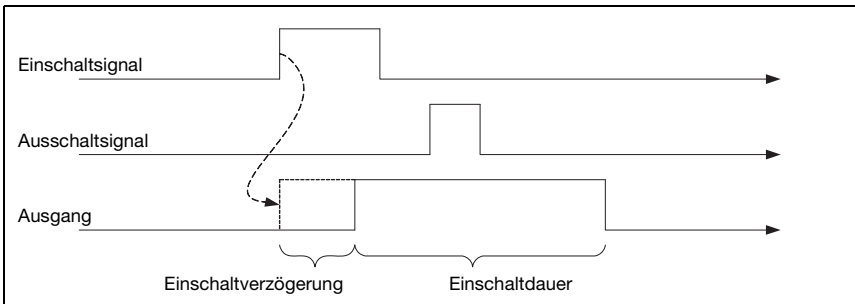 Einschaltsignal
Ausschaltsignal
Ausgang
Einschaltverzögerung
Einschaltdauer